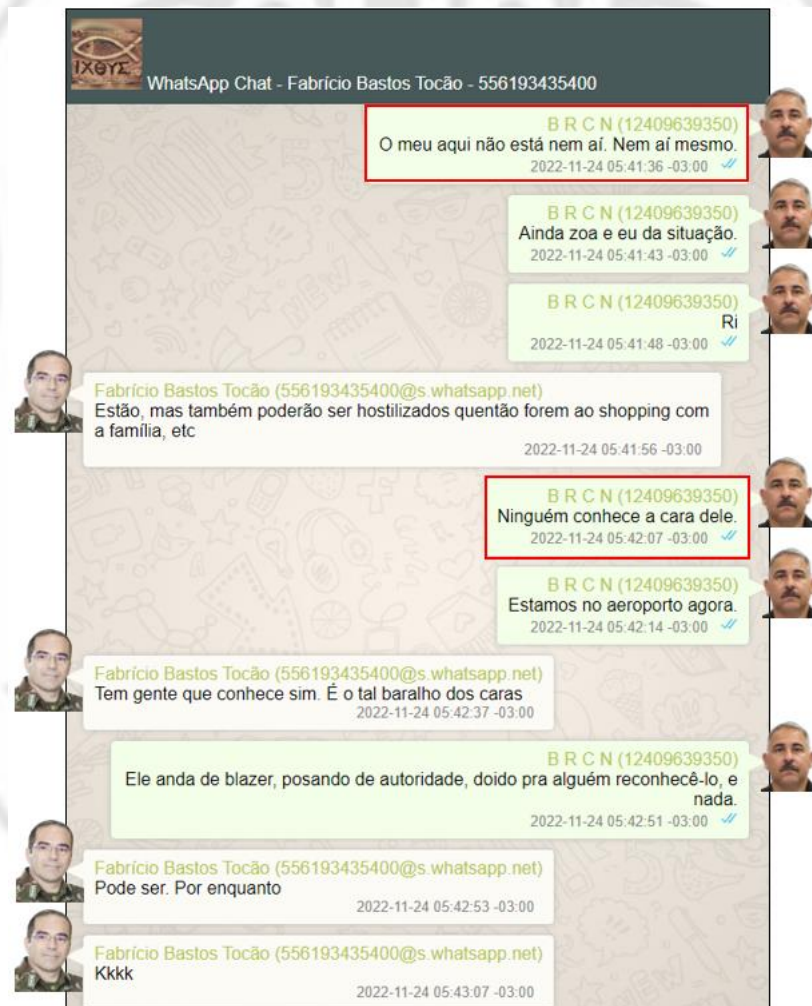 ΙΧΘΥΣ
WhatsApp Chat - Fabrício Bastos Tocão - 556193435400
B R C N (12409639350)
O meu aqui não está nem aí. Nem aí mesmo.
2022-11-24 05:41:36 -03:00
B R C N (12409639350)
Ainda zoa e eu da situação.
2022-11-24 05:41:43 -03:00
B R C N (12409639350)
Ri
2022-11-24 05:41:48 -03:00
Fabrício Bastos Tocão (556193435400@s.whatsapp.net)
Estão, mas também poderão ser hostilizados quentão forem ao shopping com
a família, etc
2022-11-24 05:41:56 -03:00
B R C N (12409639350)
Ninguém conhece a cara dele.
2022-11-24 05:42:07 -03:00
B R C N (12409639350)
Estamos no aeroporto agora.
2022-11-24 05:42:14 -03:00
Fabrício Bastos Tocão (556193435400@s.whatsapp.net)
Tem gente que conhece sim. É o tal baralho dos caras
2022-11-24 05:42:37 -03:00
B R C N (12409639350)
Ele anda de blazer, posando de autoridade, doido pra alguém reconhecê-lo, e
nada.
2022-11-24 05:42:51 -03:00
Fabrício Bastos Tocão (556193435400@s.whatsapp.net)
Pode ser. Por enquanto
2022-11-24 05:42:53 -03:00
Fabrício Bastos Tocão (556193435400@s.whatsapp.net)
Kkkk
2022-11-24 05:43:07 -03:00